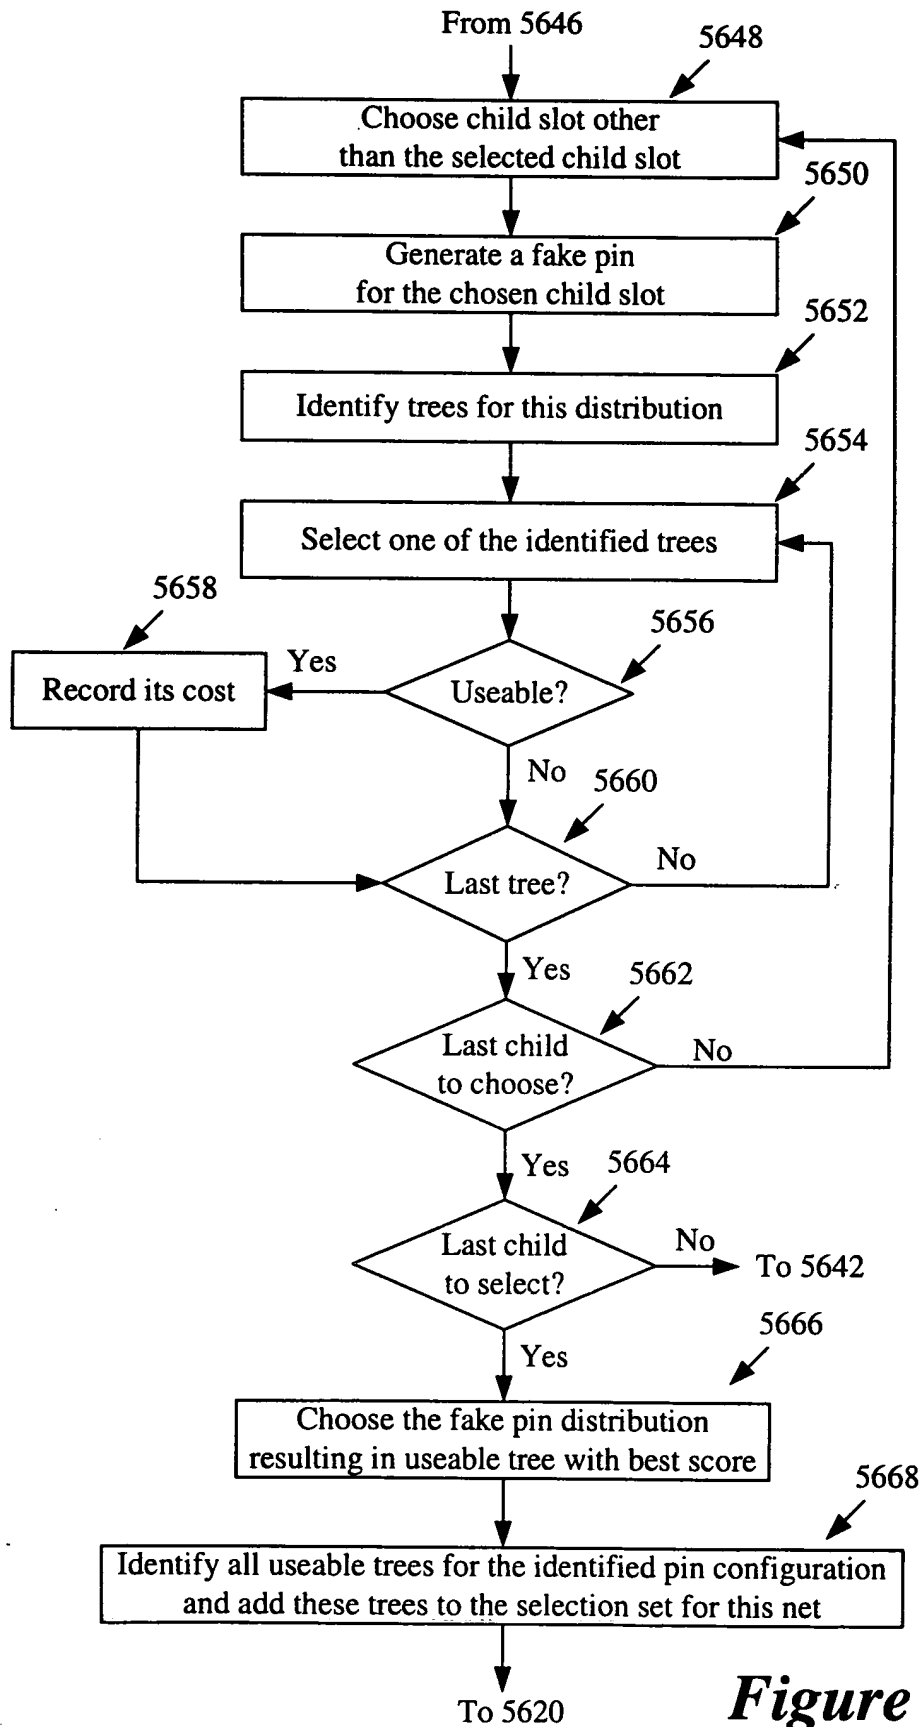 From 5646
5648
Choose child slot other
than the selected child slot
5650
Generate a fake pin
for the chosen child slot
5652
Identify trees for this distribution
5654
Select one of the identified trees
5658
5656
Record its cost
Yes
Useable?
No
5660
Last tree?
No
Yes
5662
Last child
to choose?
No
Yes
5664
Last child
to select?
No
To 5642
5666
Yes
Choose the fake pin distribution
resulting in useable tree with best score
5668
Identify all useable trees for the identified pin configuration
and add these trees to the selection set for this net
To 5620
Figure